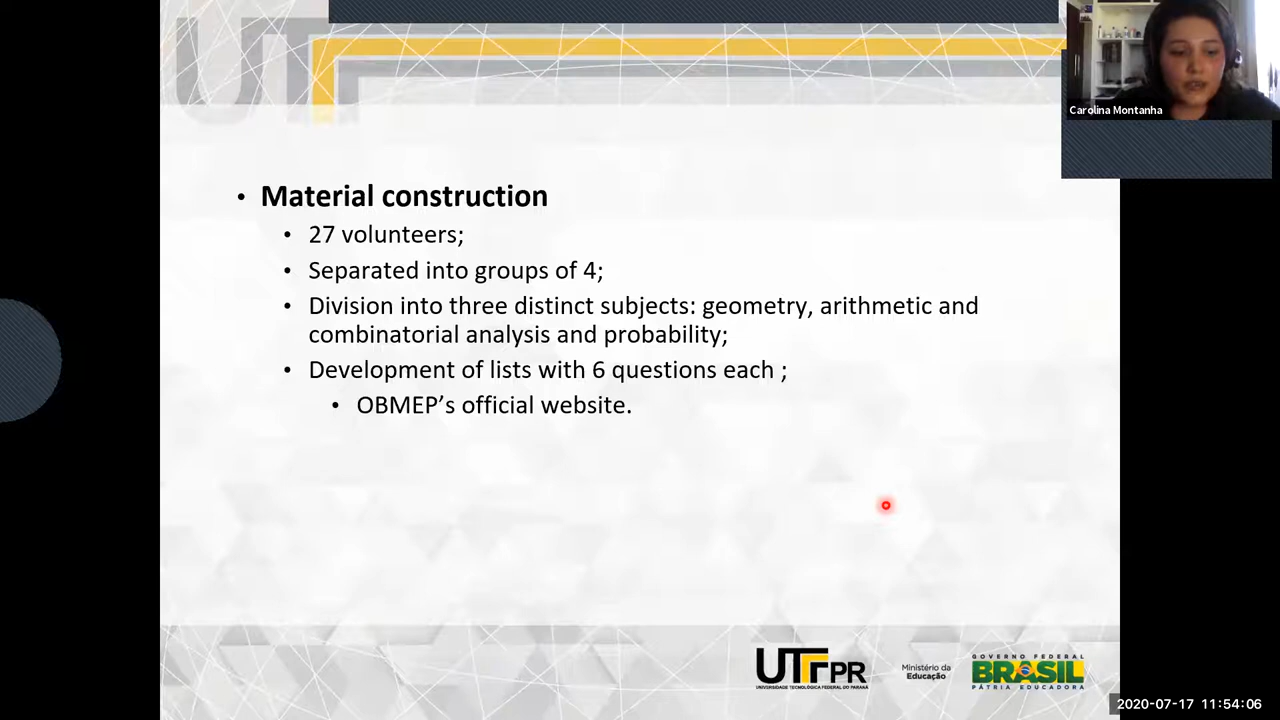 UTF
Carolina Montanha
• Material construction
• 27 volunteers;
• Separated into groups of 4;
• Division into three distinct subjects: geometry, arithmetic and
combinatorial analysis and probability;
• Development of lists with 6 questions each ;
• OBMEP’s official website.
UTFPR
UNIVERSIDADE TECNOLÓGICA FEDERAL DO PARANÁ
Ministério da
Educação
GOVERNO FEDERAL
BRASIL
PÁTRIA EDUCADORA
2020-07-17 11:54:06